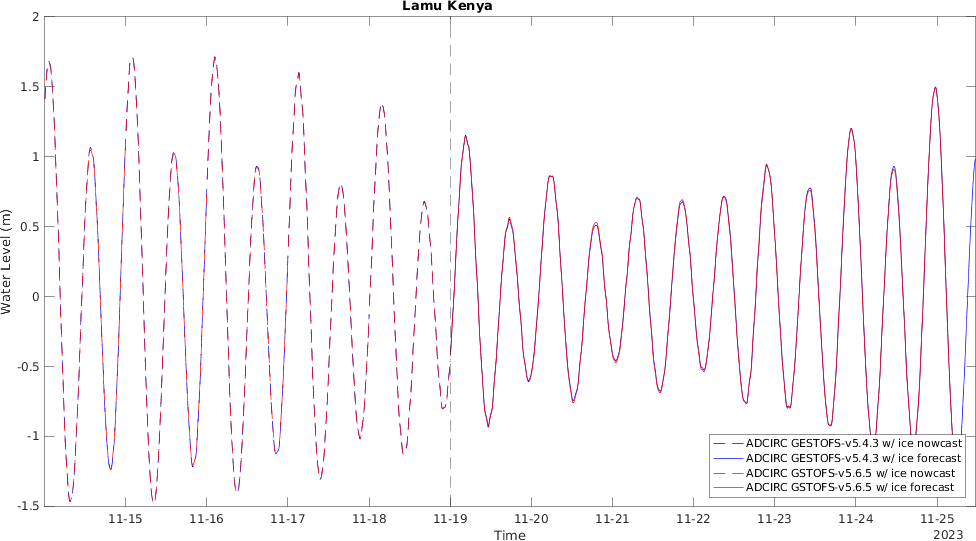 Lamu Kenya
2
1.5
1
0.5
0
-0.5
-1
-1.5
Water Level (m)
ADCIRC GESTOFS-v5.4.3 w/ ice nowcast
ADCIRC GESTOFS-v5.4.3 w/ ice forecast
ADCIRC GSTOFS-v5.6.5 w/ ice nowcast
ADCIRC GSTOFS-v5.6.5 w/ ice forecast
11-15 11-16 11-17 11-18 11-19 11-20 11-21 11-22 11-23 11-24 11-25
Time
2023